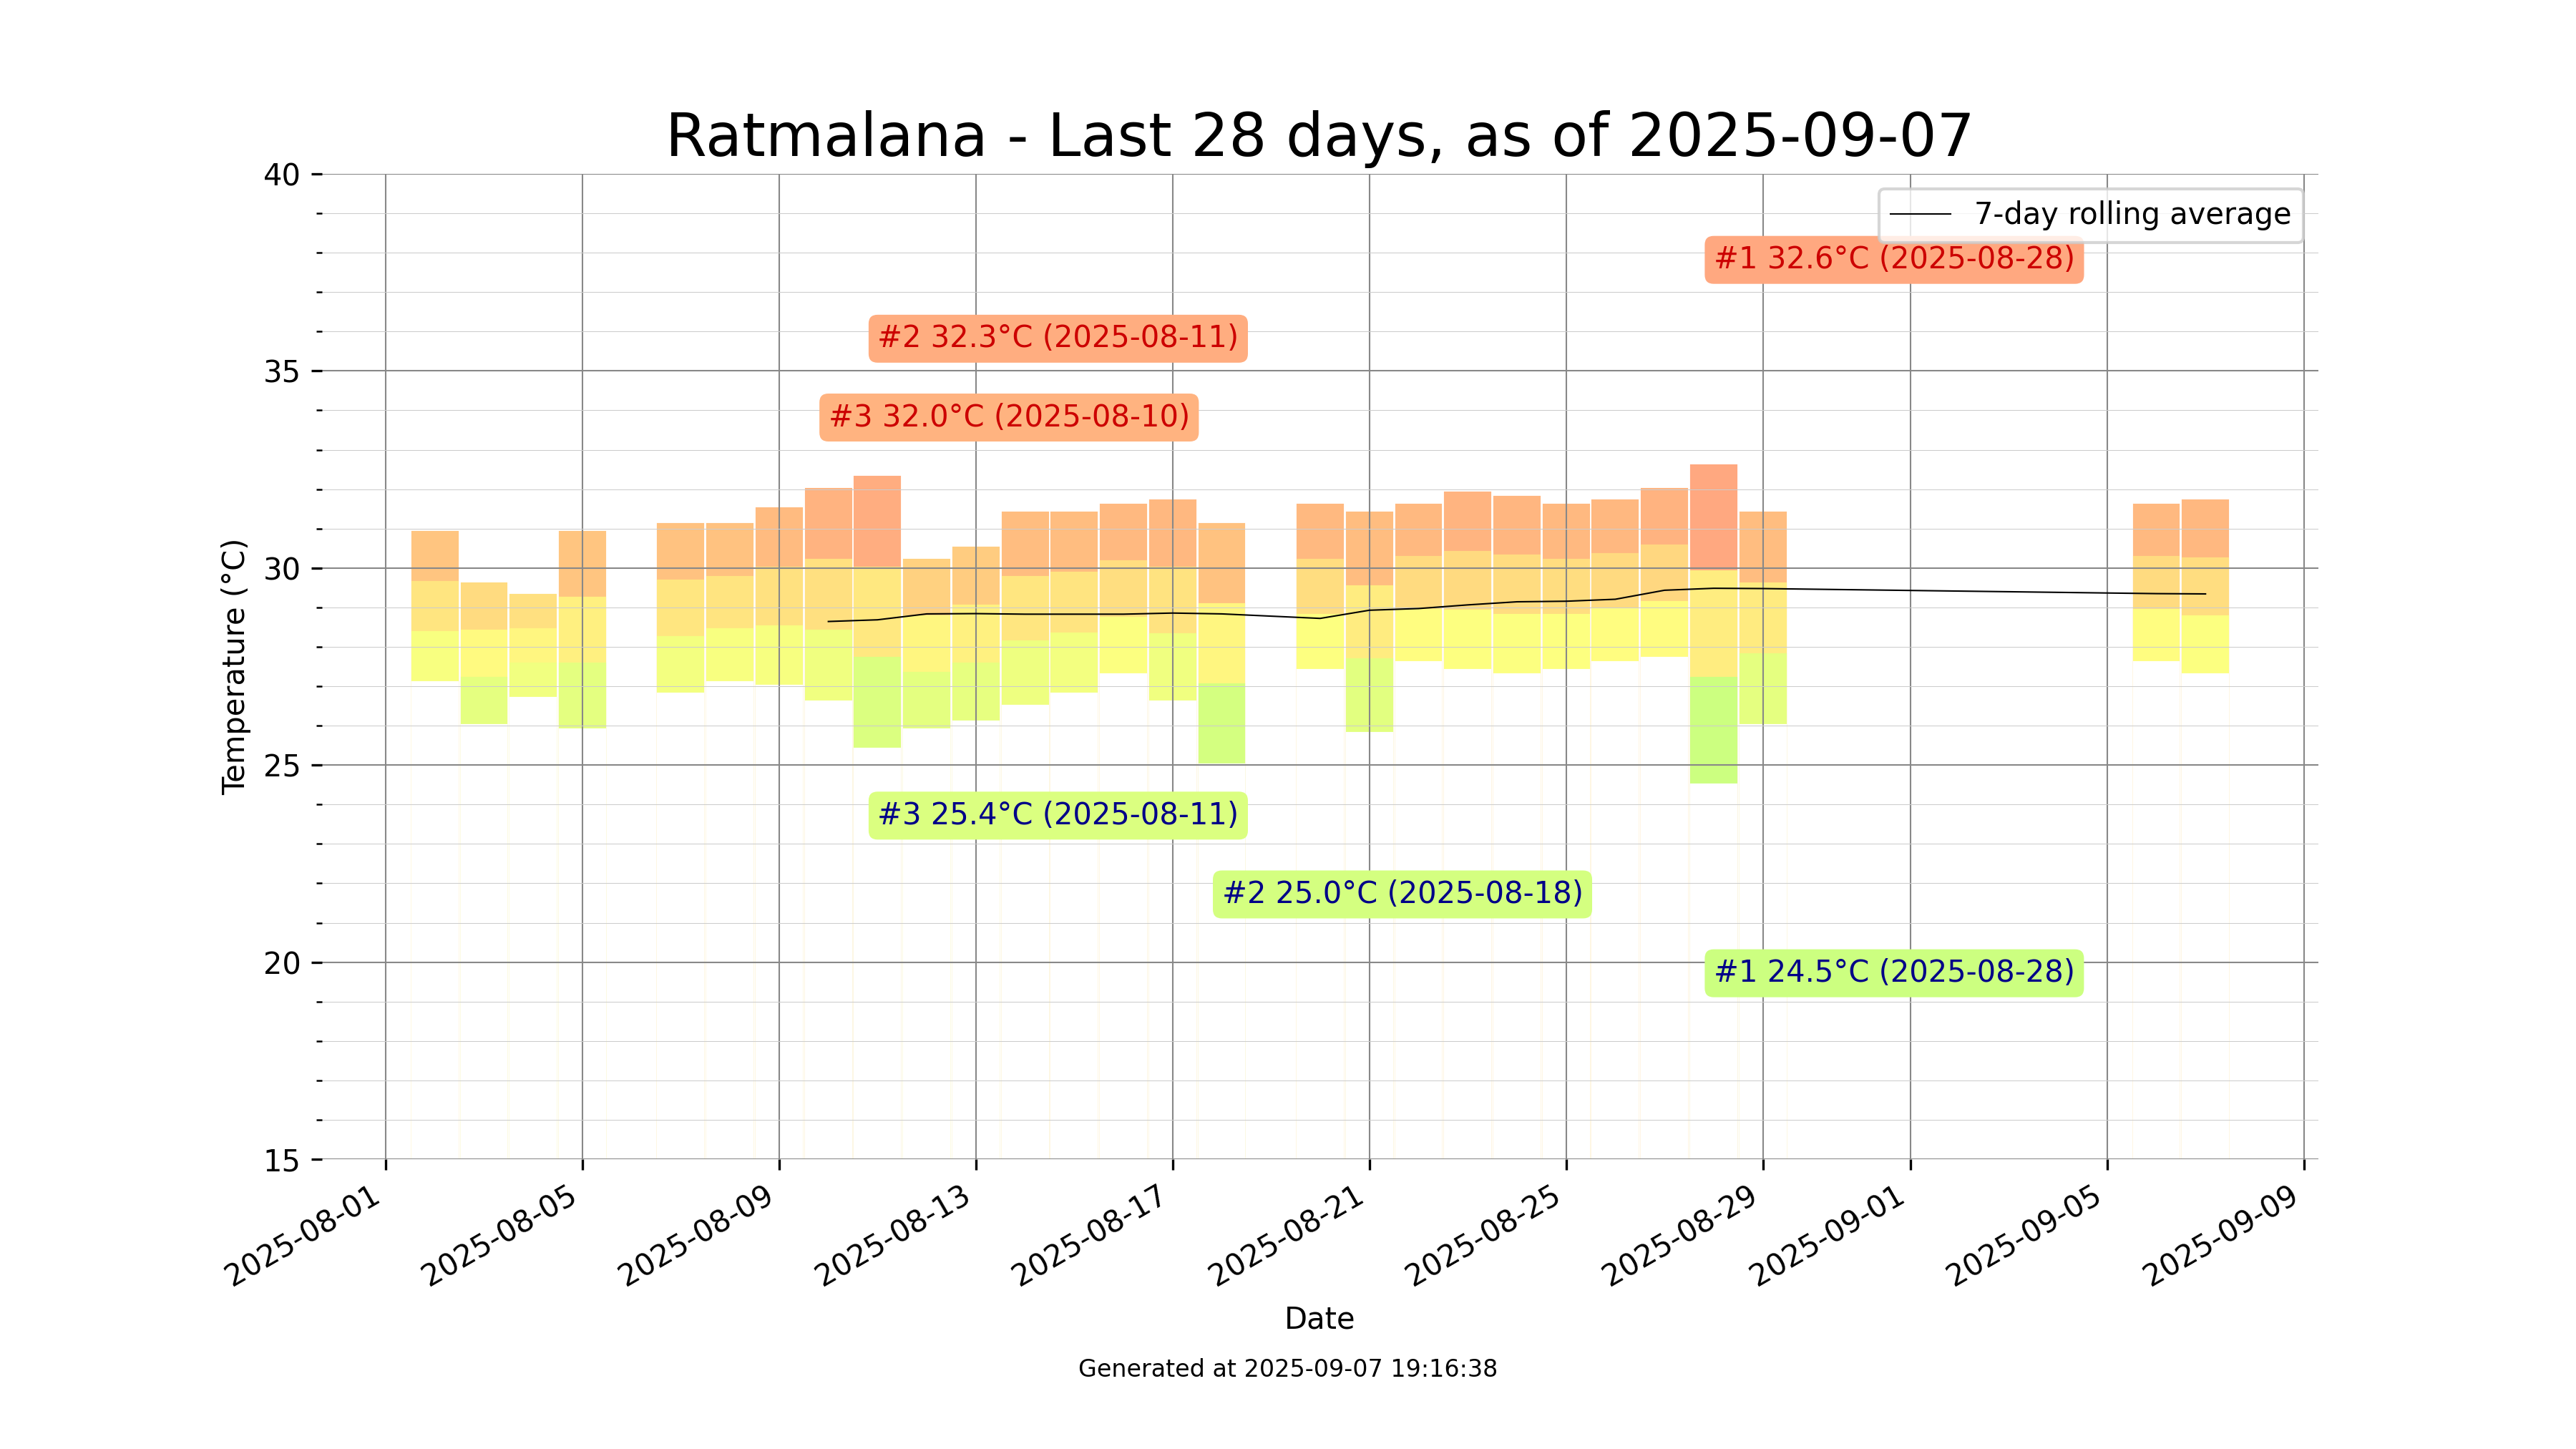 Ratmalana - Last 28 days, as of 2025-09-07
40
35
30
25
20
15
Temperature (°C)
7-day rolling average
#1 32.6°C (2025-08-28)
#2 32.3°C (2025-08-11)
#3 32.0°C (2025-08-10)
#3 25.4°C (2025-08-11)
#2 25.0°C (2025-08-18)
#1 24.5°C (2025-08-28)
2025-08-01
2025-08-05
2025-08-09
2025-08-13
2025-08-17
2025-08-21
2025-08-25
2025-08-29
2025-09-01
2025-09-05
2025-09-09
Date
Generated at 2025-09-07 19:16:38